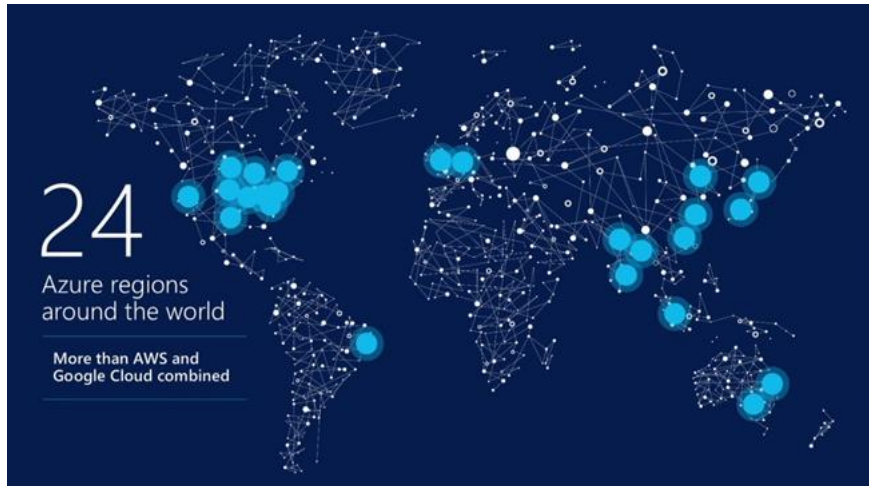 24
Azure regions
around the world
More than AWS and
Google Cloud combined